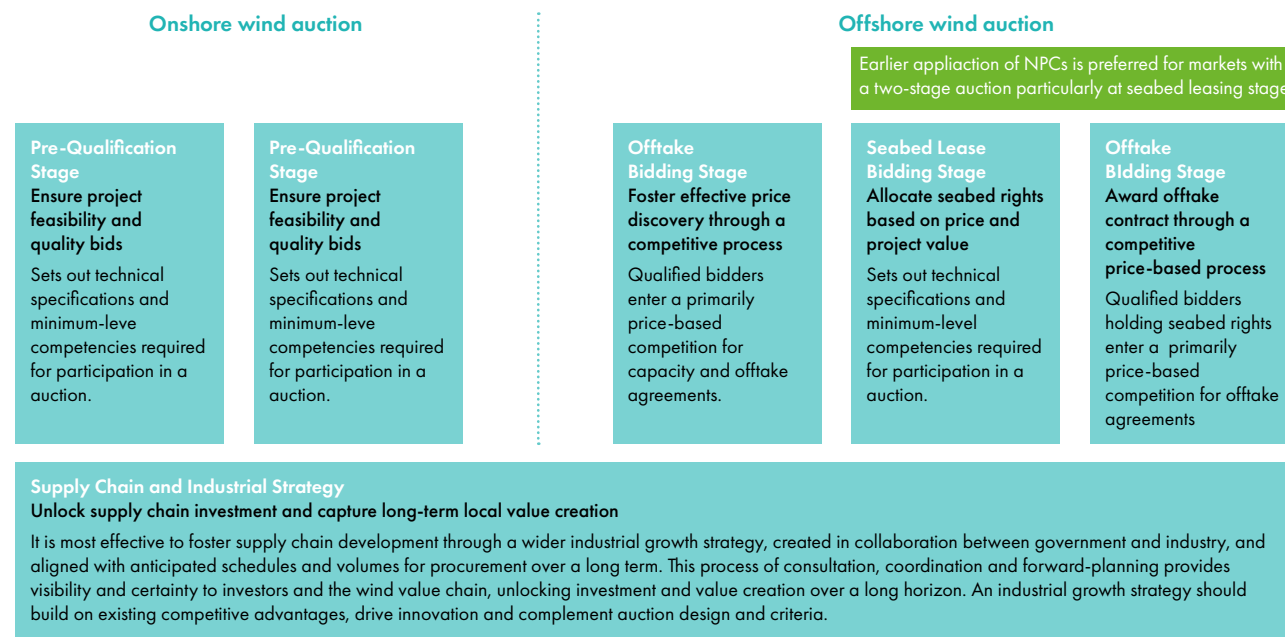 Onshore wind auction
Offshore wind auction
Earlier appliaction of NPCs is preferred for markets with
a two-stage auction particularly at seabed leasing stage
Pre-Qualification
Stage
Ensure project
feasibility and
quality bids
Sets out technical
specifications and
minimum-leve
competencies required
for participation in a
auction.
Pre-Qualification
Stage
Ensure project
feasibility and
quality bids
Sets out technical
specifications and
minimum-leve
competencies required
for participation in a
auction.
Offtake
Bidding Stage
Foster effective price
discovery through a
competitive process
Qualified bidders
enter a primarily
price-based
competition for
capacity and offtake
agreements.
Seabed Lease
Bidding Stage
Allocate seabed rights
based on price and
project value
Sets out technical
specifications and
minimum-level
competencies required
for participation in a
auction.
Offtake
BIdding Stage
Award offtake
contract through a
competitive
price-based process
Qualified bidders
holding seabed rights
enter a primarily
price-based
competition for offtake
agreements
Supply Chain and Industrial Strategy
Unlock supply chain investment and capture long-term local value creation
It is most effective to foster supply chain development through a wider industrial growth strategy, created in collaboration between government and industry, and
aligned with anticipated schedules and volumes for procurement over a long term. This process of consultation, coordination and forward-planning provides
visibility and certainty to investors and the wind value chain, unlocking investment and value creation over a long horizon. An industrial growth strategy should
build on existing competitive advantages, drive innovation and complement auction design and criteria.